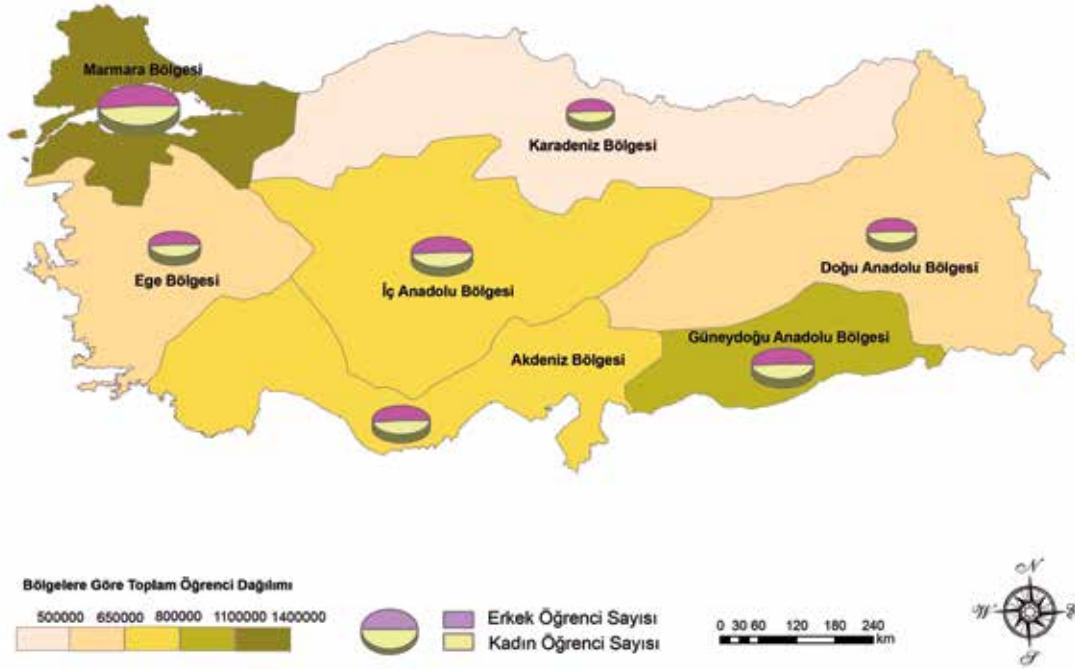 Marmara Bölgesi
Karadeniz Bölgesi
Ege Bölgesi
İç Anadolu Bölgesi
Doğu Anadolu Bölgesi
Güneydoğu Anadolu Bölgesi
Akdeniz Bölgesi
Bölgelere Göre Toplam Öğrenci Dağılımı
500000 650000 800000 1100000 1400000
Erkek Öğrenci Sayısı
Kadın Öğrenci Sayısı
0 30 60 120 180 240
km
N
W E
S